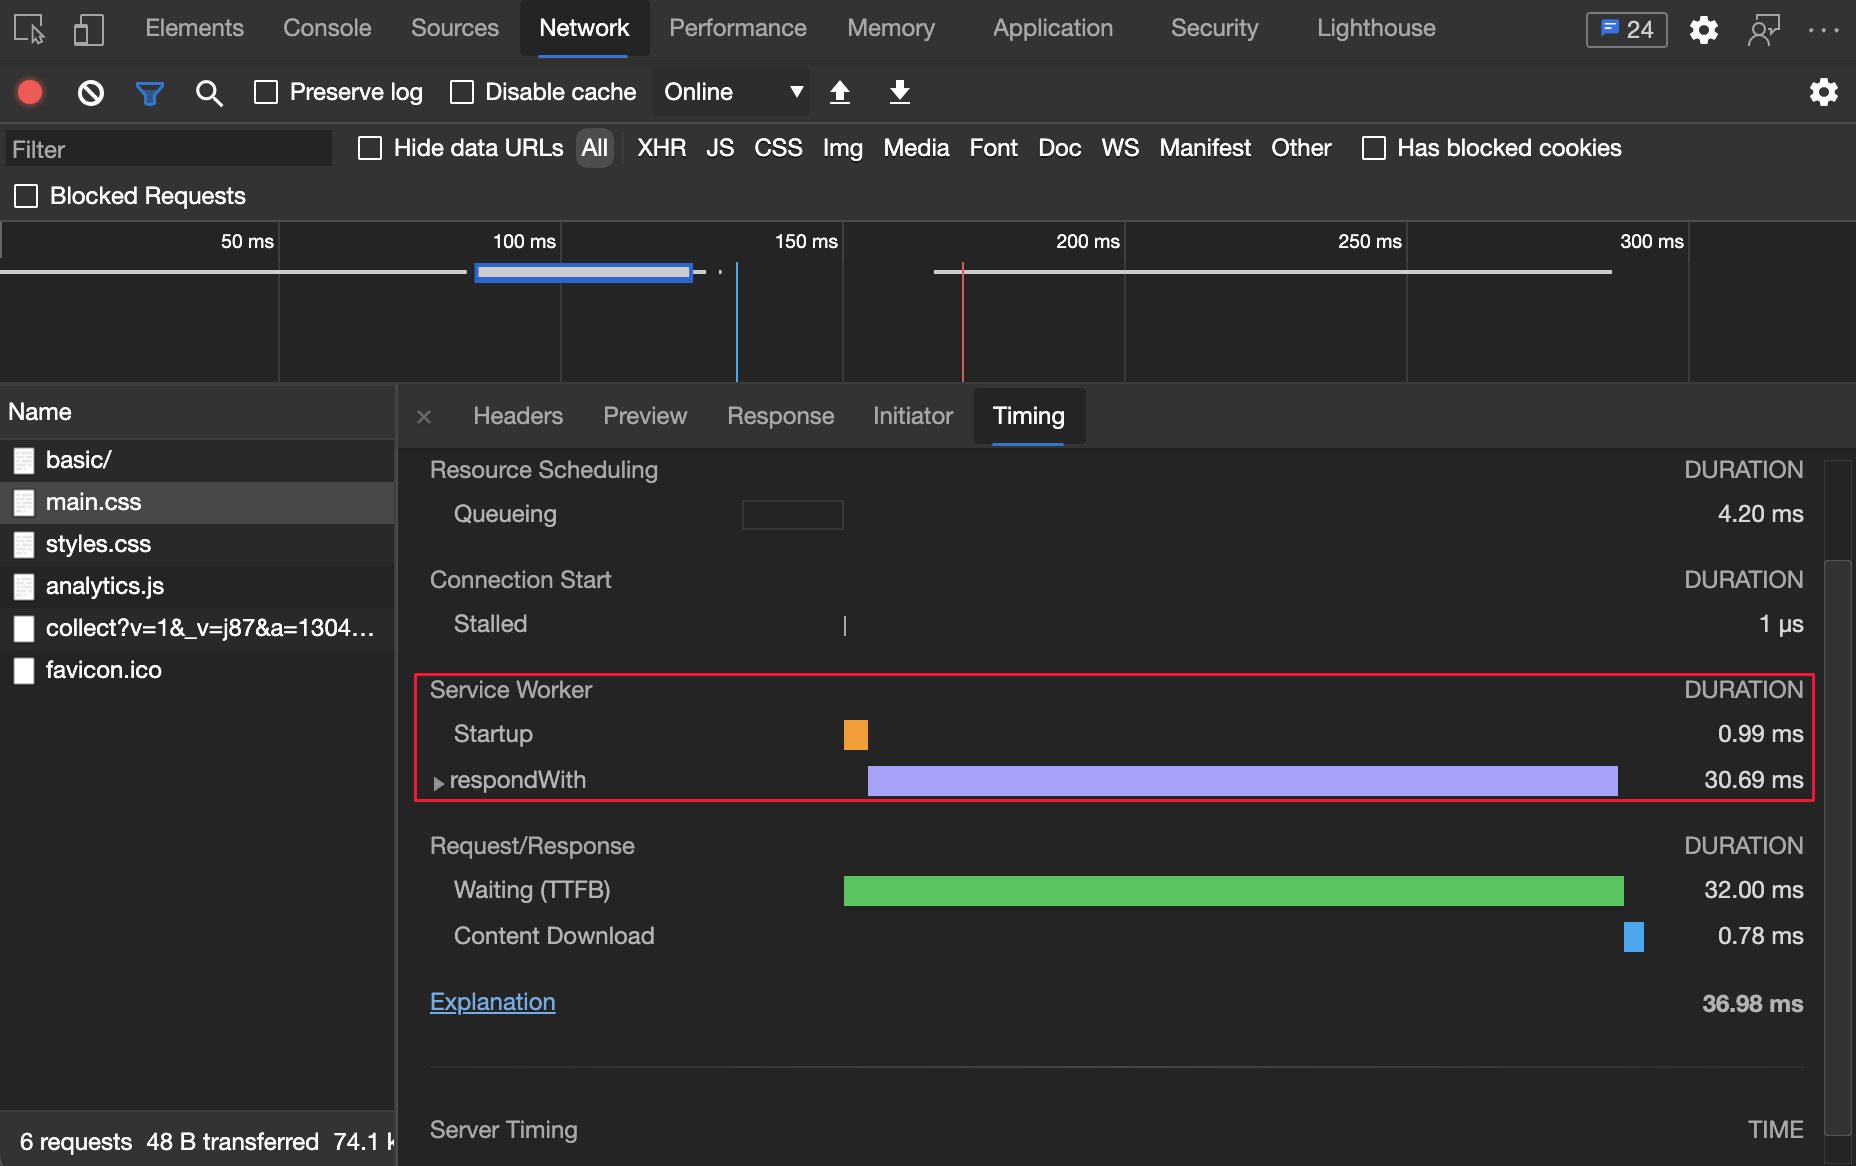 Elements Console Sources Network Performance Memory Application Security Lighthouse 24
Preserve log Disable cache Online
Filter Hide data URLs All XHR JS CSS Img Media Font Doc WS Manifest Other Has blocked cookies
Blocked Requests
50 ms 100 ms 150 ms 200 ms 250 ms 300 ms
Name
basic/
main.css
styles.css
analytics.js
collect?v=1&_v=j87&a=1304...
favicon.ico
6 requests 48 B transferred 74.1 k
Headers Preview Response Initiator Timing
Resource Scheduling DURATION
Queueing 4.20 ms
Connection Start DURATION
Stalled 1 µs
Service Worker DURATION
Startup 0.99 ms
respondWith 30.69 ms
Request/Response DURATION
Waiting (TTFB) 32.00 ms
Content Download 0.78 ms
Explanation 36.98 ms
Server Timing TIME